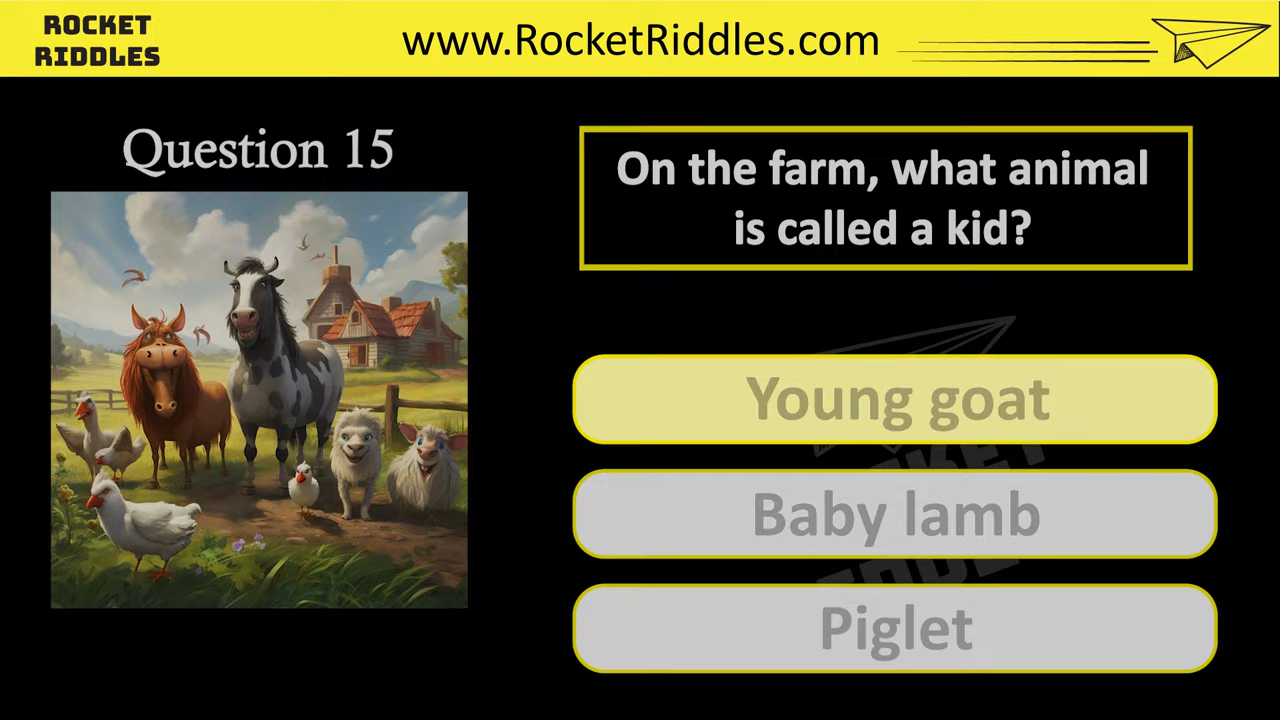 ROCKET
RIDDLES
www.RocketRiddles.com
Question 15
On the farm, what animal
is called a kid?
Young goat
Baby lamb
Piglet